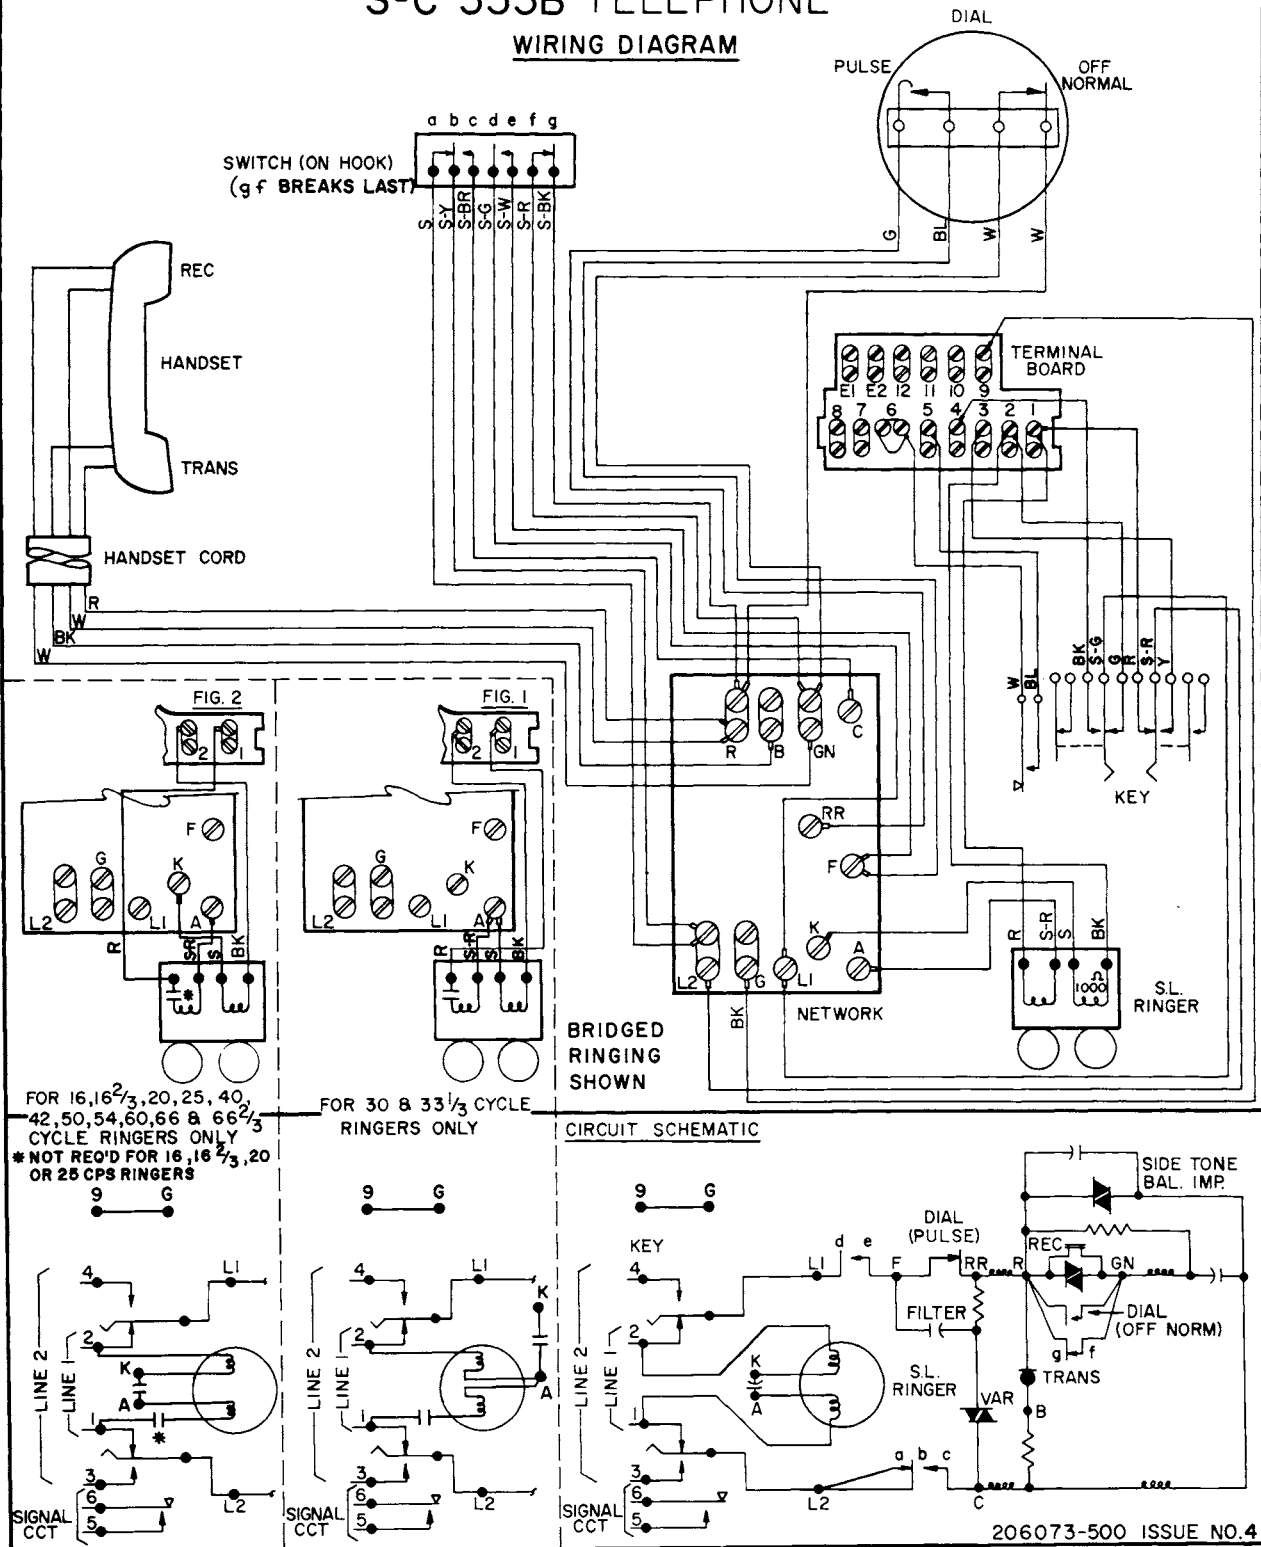 S-C 553B TELEPHONE
WIRING DIAGRAM
DIAL
PULSE
OFF
NORMAL
a b c d e f g
SWITCH (ON HOOK)
(gf BREAKS LAST)
S S-Y S-BR S-G S-W S-R S-BK
G BL W W
REC
HANDSET
TRANS
HANDSET CORD
R
W
BK
W
TERMINAL
BOARD
E1 E2 12 11 10 9
8 7 6 5 4 3 2 1
W BL BK S-G G R S-R Y
KEY
R B GN C
RR
F
K
A
L2 G L1
BK
NETWORK
R S-R S BK
1000Ω
S.L.
RINGER
FIG. 2
2 1
F
G K
L2 L1 A
R S-R S BK
*
FOR 16,16 2/3,20,25,40,
42,50,54,60,66 & 66 2/3
CYCLE RINGERS ONLY
* NOT REQ'D FOR 16,16 2/3,20
OR 25 CPS RINGERS
FIG. 1
2 1
F
G K
L2 L1 A
R S-R S BK
FOR 30 & 33 1/3 CYCLE
RINGERS ONLY
BRIDGED
RINGING
SHOWN
CIRCUIT SCHEMATIC
9 G
4 L1
2
LINE 2
LINE 1
K
A
1
*
3 L2
6
5
SIGNAL
CCT
9 G
4 L1
K
2
LINE 2
LINE 1
A
1
3 L2
6
5
SIGNAL
CCT
9 G
KEY
4 L1 d e F
DIAL
(PULSE)
RR R
REC
GN
SIDE TONE
BAL. IMP.
FILTER
DIAL
(OFF NORM)
g f
2
LINE 2
LINE 1
K
A
S.L.
RINGER
TRANS
VAR
B
1
a b c
3 L2 C
6
5
SIGNAL
CCT
206073-500 ISSUE NO.4